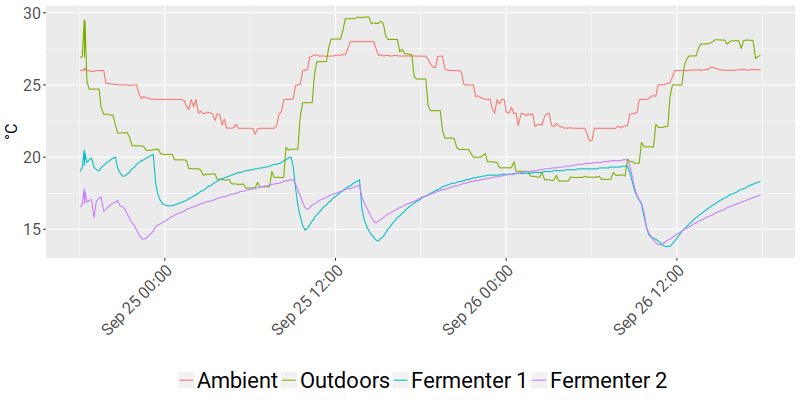 30
25
20
15
°C
Sep 25 00:00
Sep 25 12:00
Sep 26 00:00
Sep 26 12:00
Ambient Outdoors Fermenter 1 Fermenter 2